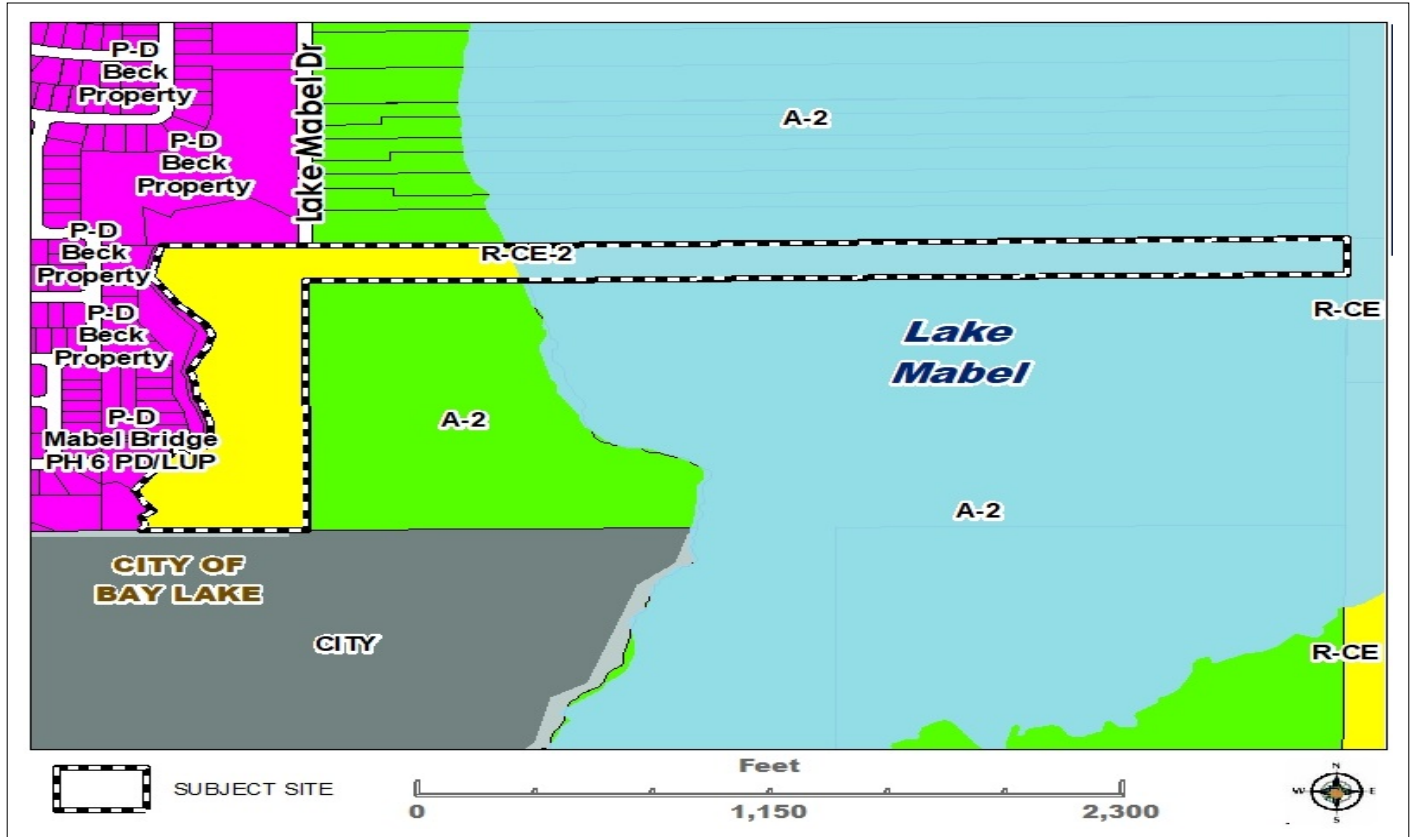 P-D
Beck
Property
Lake Mabel Dr
A-2
P-D
Beck
Property
P-D
Beck
Property
R-CE-2
R-CE
P-D
Beck
Property
Lake
Mabel
P-D
Mabel Bridge
PH 6 PD/LUP
A-2
A-2
CITY OF
BAY LAKE
CITY
R-CE
SUBJECT SITE
Feet
0
1,150
2,300
N
W
E
S